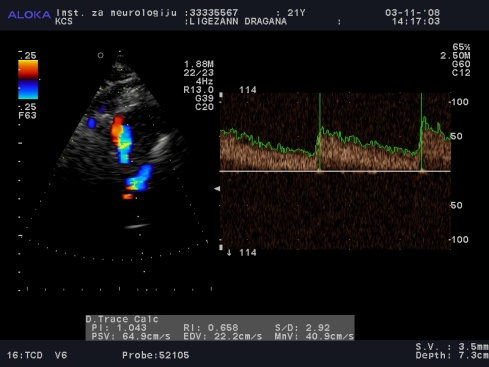 ALOKA Inst. za neurologiju :33335567 : 21Y 03-11-'08
KCS :LIGEZANN DRAGANA : 14:17:03
.25
.25
F63
1.88M
22/23
4Hz
R13.0
G39
C20
65%
2.50M
G60
C12
114
100
50
-50
-100
↓ 114
D.Trace Calc
PI: 1.043 RI: 0.658 S/D: 2.92
PSV: 64.9cm/s EDV: 22.2cm/s MnV: 40.9cm/s
S.V. : 3.5mm
16:TCD V6 Probe:52105 Depth: 7.3cm